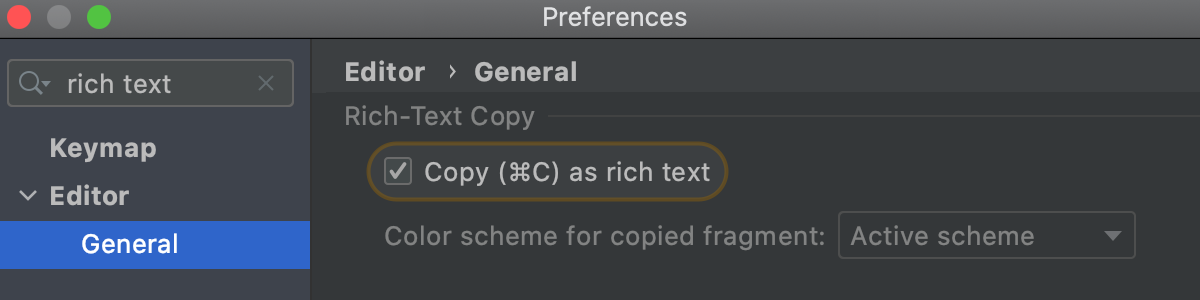 Preferences
rich text
Keymap
Editor
General
Editor › General
Rich-Text Copy
Copy (⌘C) as rich text
Color scheme for copied fragment: Active scheme